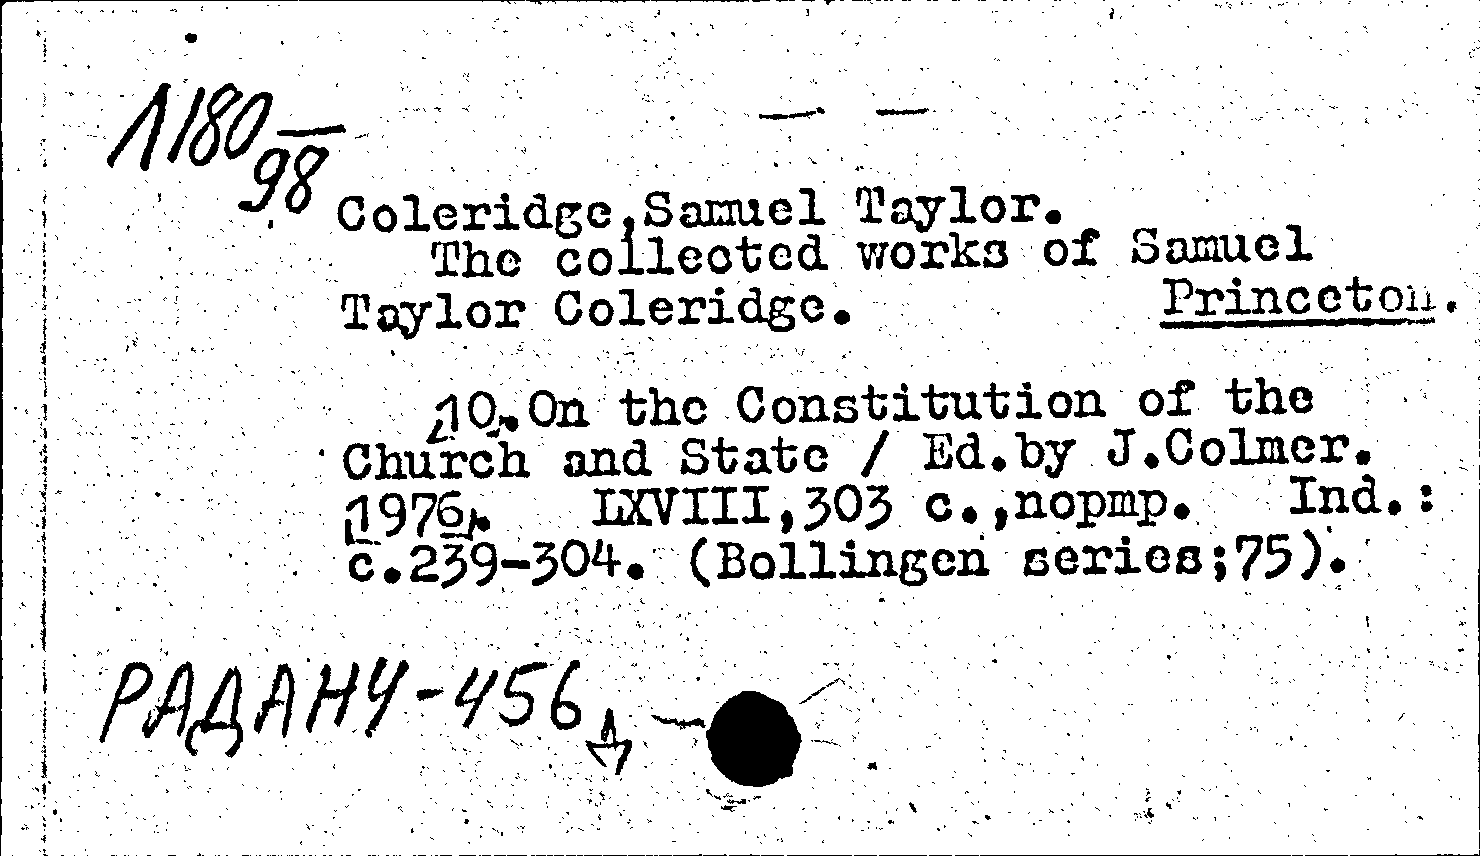 Л180
98
Coleridge,Samuel Taylor.
The collected works of Samuel
Taylor Coleridge. Princeton.
10.On the Constitution of the
Church and State / Ed.by J.Colmer.
1976. LXVIII,303 с.,портр. Ind.:
с.239-304. (Bollingen series;75).
РАДАНУ-456